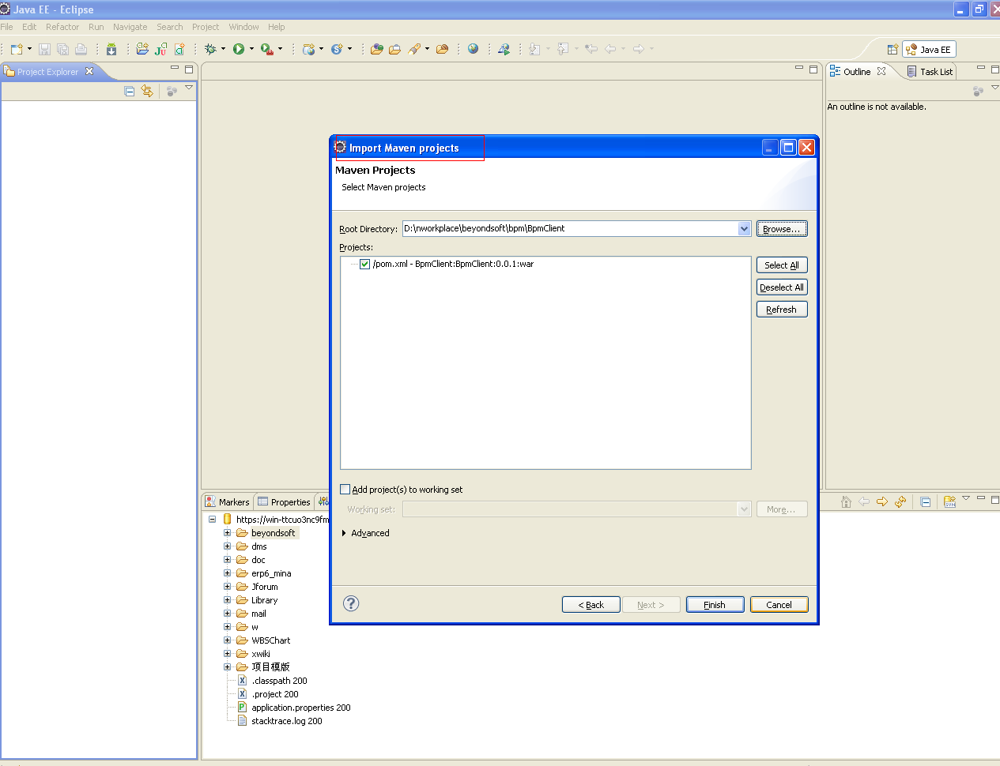 Java EE - Eclipse
File Edit Refactor Run Navigate Search Project Window Help
Java EE
Project Explorer
Outline
Task List
An outline is not available.
Import Maven projects
Maven Projects
Select Maven projects
Root Directory:
D:\nworkplace\beyondsoft\bpm\BpmClient
Browse...
Projects:
/pom.xml - BpmClient:BpmClient:0.0.1:war
Select All
Deselect All
Refresh
Add project(s) to working set
Working set:
More...
Advanced
< Back
Next >
Finish
Cancel
Markers
Properties
https://win-ttcuo3nc9fm
beyondsoft
dms
doc
erp6_mina
Jforum
Library
mail
w
WBSChart
xwiki
项目模版
.classpath 200
.project 200
application.properties 200
stacktrace.log 200